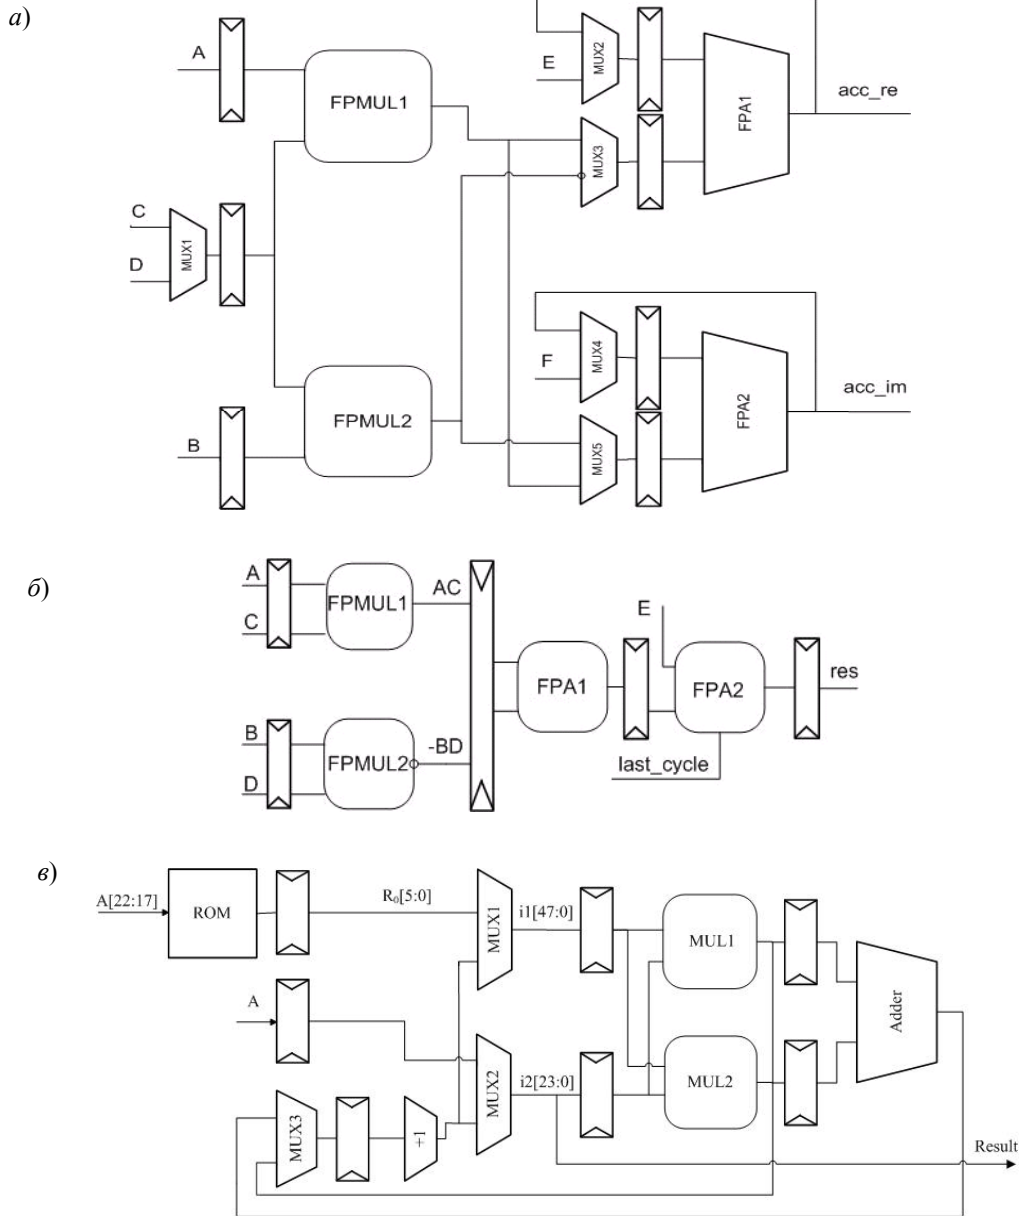 а)
A
FPMUL1
C
D
MUX1
B
FPMUL2
E
MUX2
MUX3
FPA1
acc_re
F
MUX4
MUX5
FPA2
acc_im
б)
A
C
FPMUL1
AC
B
D
FPMUL2
-BD
FPA1
E
FPA2
last_cycle
res
в)
A[22:17]
ROM
R₀[5:0]
MUX1
i1[47:0]
MUL1
A
MUX2
i2[23:0]
MUL2
Adder
MUX3
+1
Result